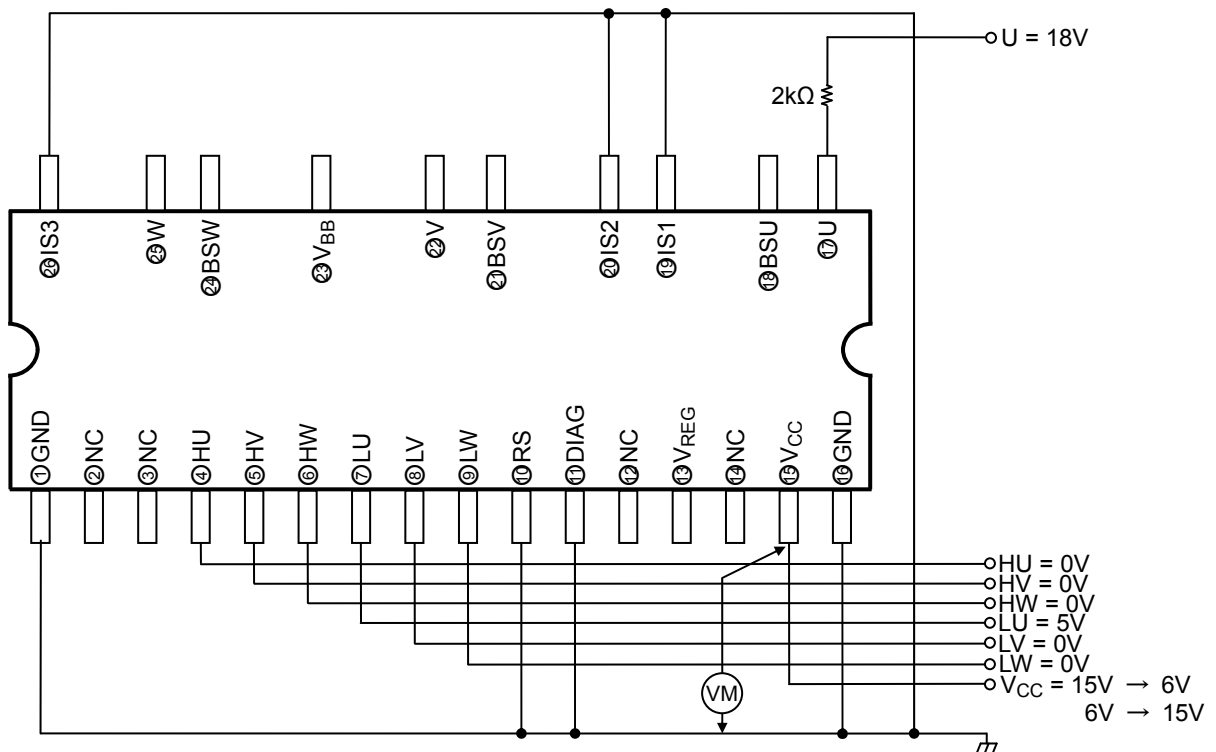 U = 18V
2kΩ
㉖IS3
㉕W
㉔BSW
㉓VBB
㉒V
㉑BSV
⑳IS2
⑲IS1
⑱BSU
⑰U
①GND
②NC
③NC
④HU
⑤HV
⑥HW
⑦LU
⑧LV
⑨LW
⑩RS
⑪DIAG
⑫NC
⑬VREG
⑭NC
⑮VCC
⑯GND
HU = 0V
HV = 0V
HW = 0V
LU = 5V
LV = 0V
LW = 0V
VM
VCC = 15V → 6V
6V → 15V